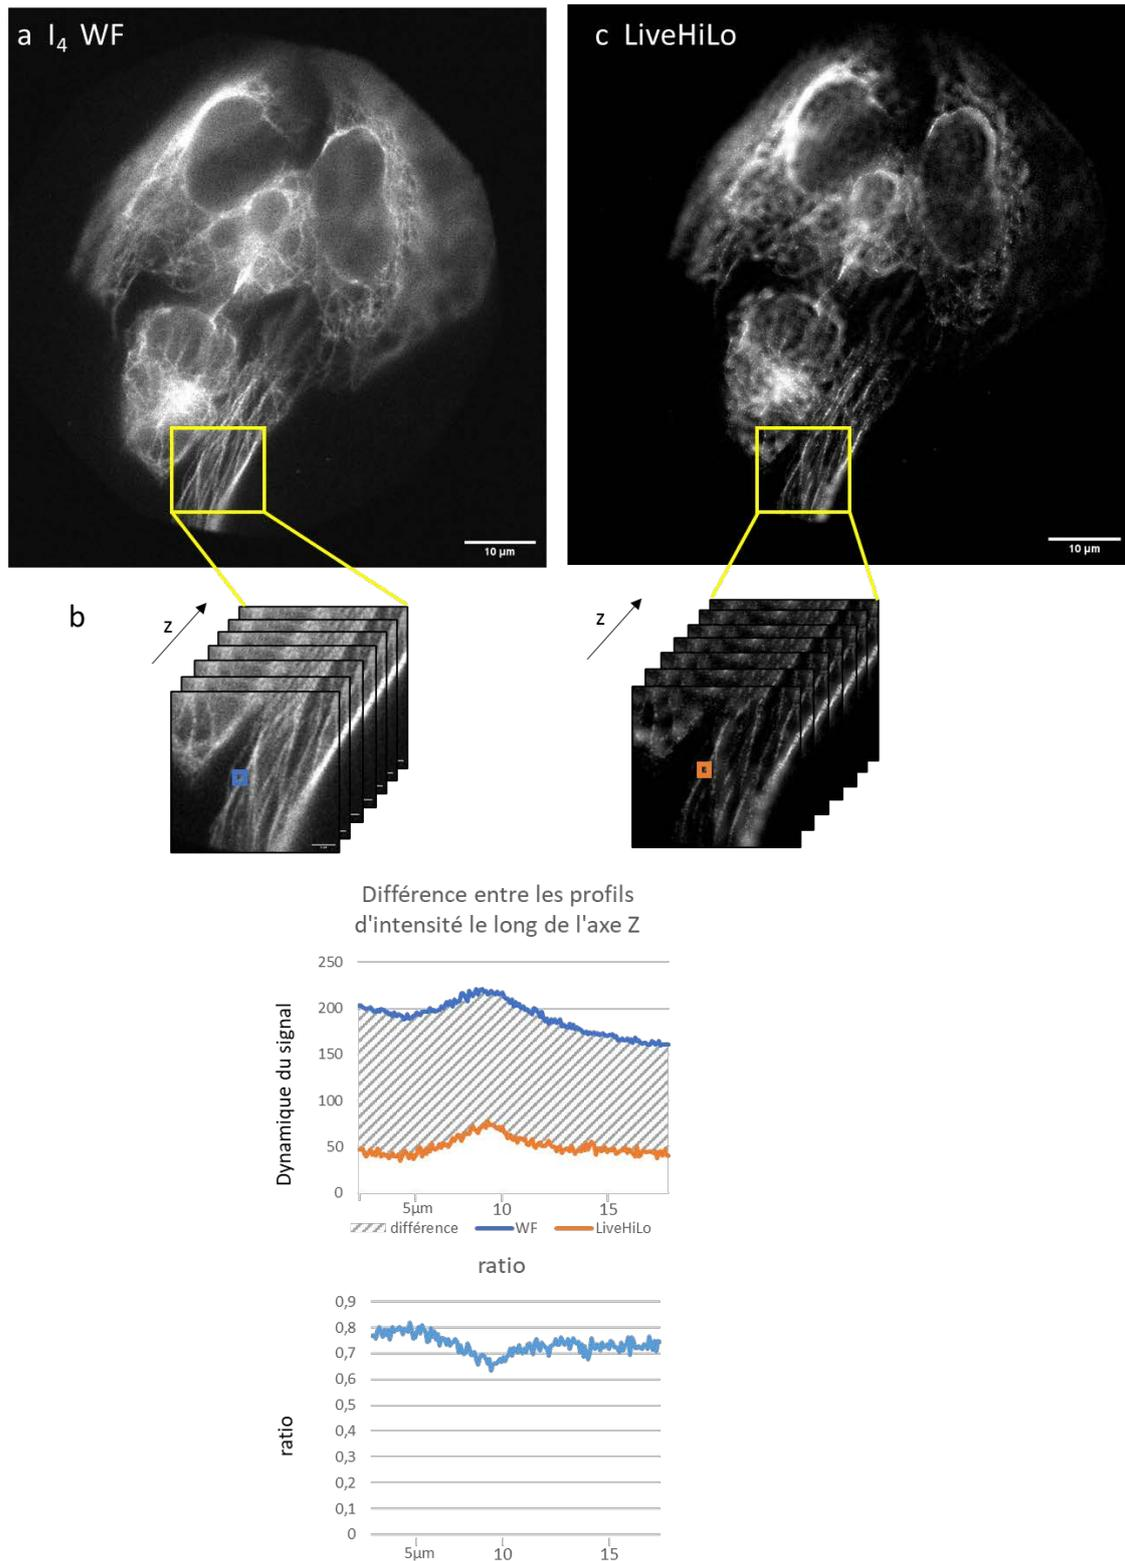 a I₄ WF
c LiveHiLo
10 µm
10 µm
b
z
z
Différence entre les profils
d'intensité le long de l'axe Z
Dynamique du signal
250
200
150
100
50
0
5µm 10 15
différence WF LiveHiLo
ratio
ratio
0,9
0,8
0,7
0,6
0,5
0,4
0,3
0,2
0,1
0
5µm 10 15